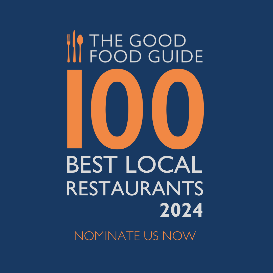 THE GOOD
FOOD GUIDE
100
BEST LOCAL
RESTAURANTS
2024
NOMINATE US NOW